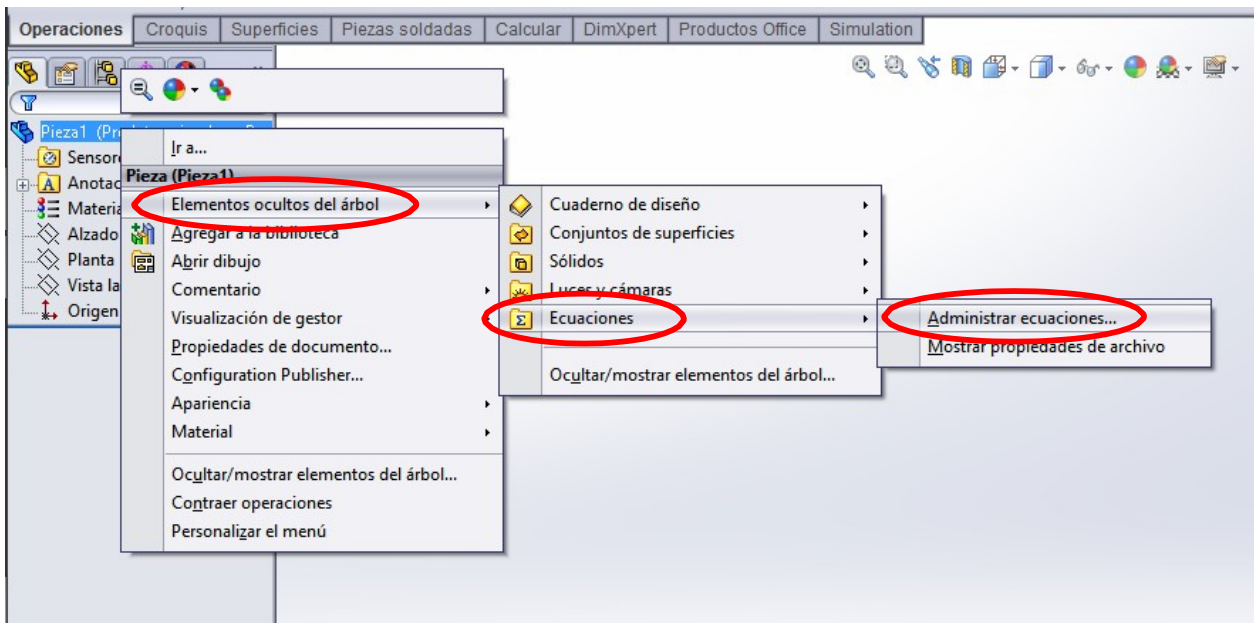 Operaciones Croquis Superficies Piezas soldadas Calcular DimXpert Productos Office Simulation
Pieza1 (Pr
Sensor
Anotac
Materia
Alzado
Planta
Vista la
Origen
Ir a...
Pieza (Pieza1)
Elementos ocultos del árbol
Agregar a la biblioteca
Abrir dibujo
Comentario
Visualización de gestor
Propiedades de documento...
Configuration Publisher...
Apariencia
Material
Ocultar/mostrar elementos del árbol...
Contraer operaciones
Personalizar el menú
Cuaderno de diseño
Conjuntos de superficies
Sólidos
Luces y cámaras
Ecuaciones
Ocultar/mostrar elementos del árbol...
Administrar ecuaciones...
Mostrar propiedades de archivo